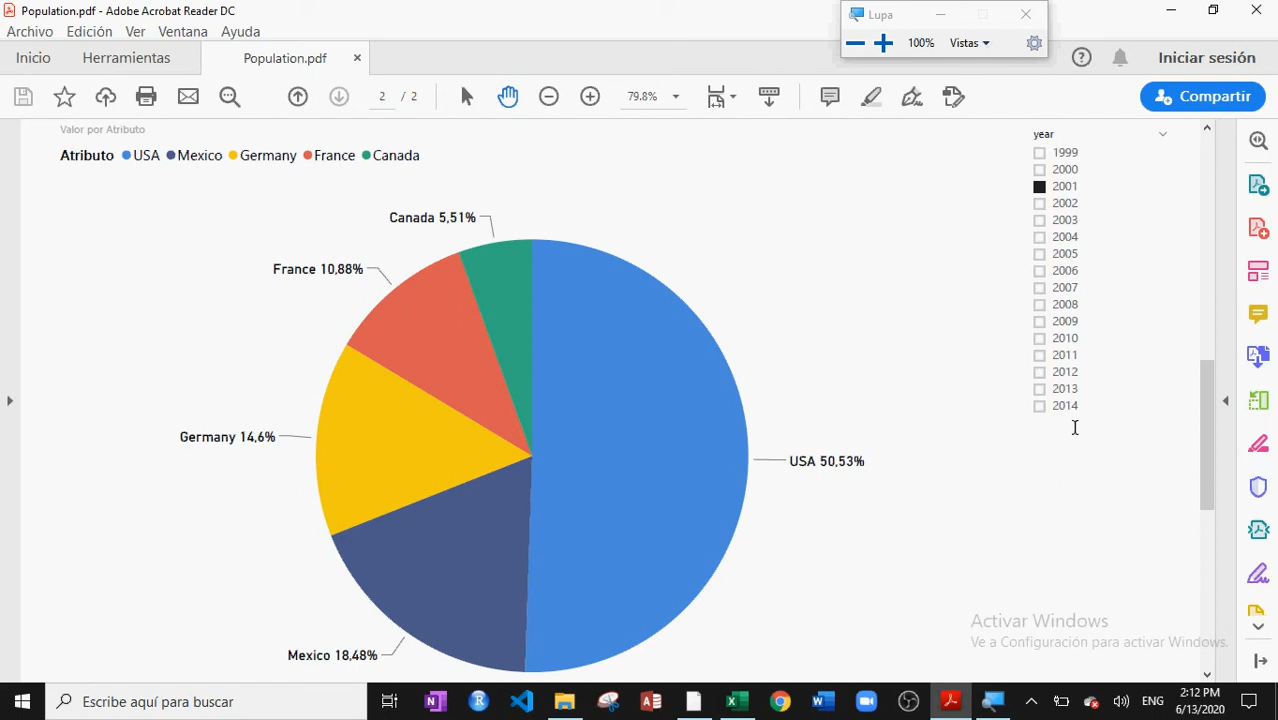 Population.pdf - Adobe Acrobat Reader DC
Lupa
Archivo Edición Ver Ventana Ayuda
100% Vistas
Inicio Herramientas Population.pdf Iniciar sesión
2 / 2 79.8% Compartir
Valor por Atributo
Atributo USA Mexico Germany France Canada
year
1999
2000
2001
2002
2003
2004
2005
2006
2007
2008
2009
2010
2011
2012
2013
2014
Canada 5,51%
France 10,88%
Germany 14,6%
USA 50,53%
Mexico 18,48%
Activar Windows
Ve a Configuración para activar Windows.
Escribe aquí para buscar
ENG
2:12 PM
6/13/2020